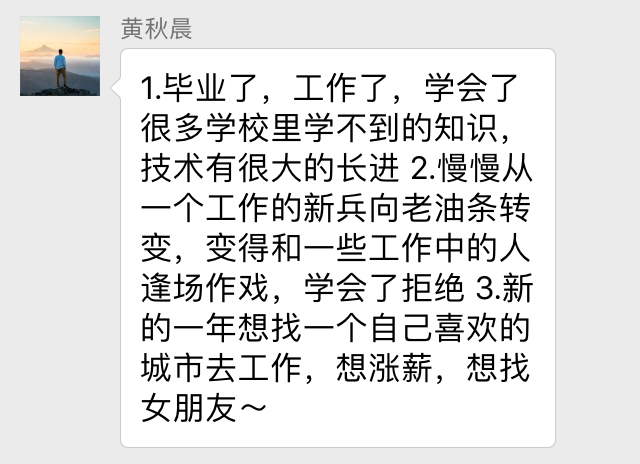 黄秋晨
1.毕业了，工作了，学会了
很多学校里学不到的知识，
技术有很大的长进 2.慢慢从
一个工作的新兵向老油条转
变，变得和一些工作中的人
逢场作戏，学会了拒绝 3.新
的一年想找一个自己喜欢的
城市去工作，想涨薪，想找
女朋友～